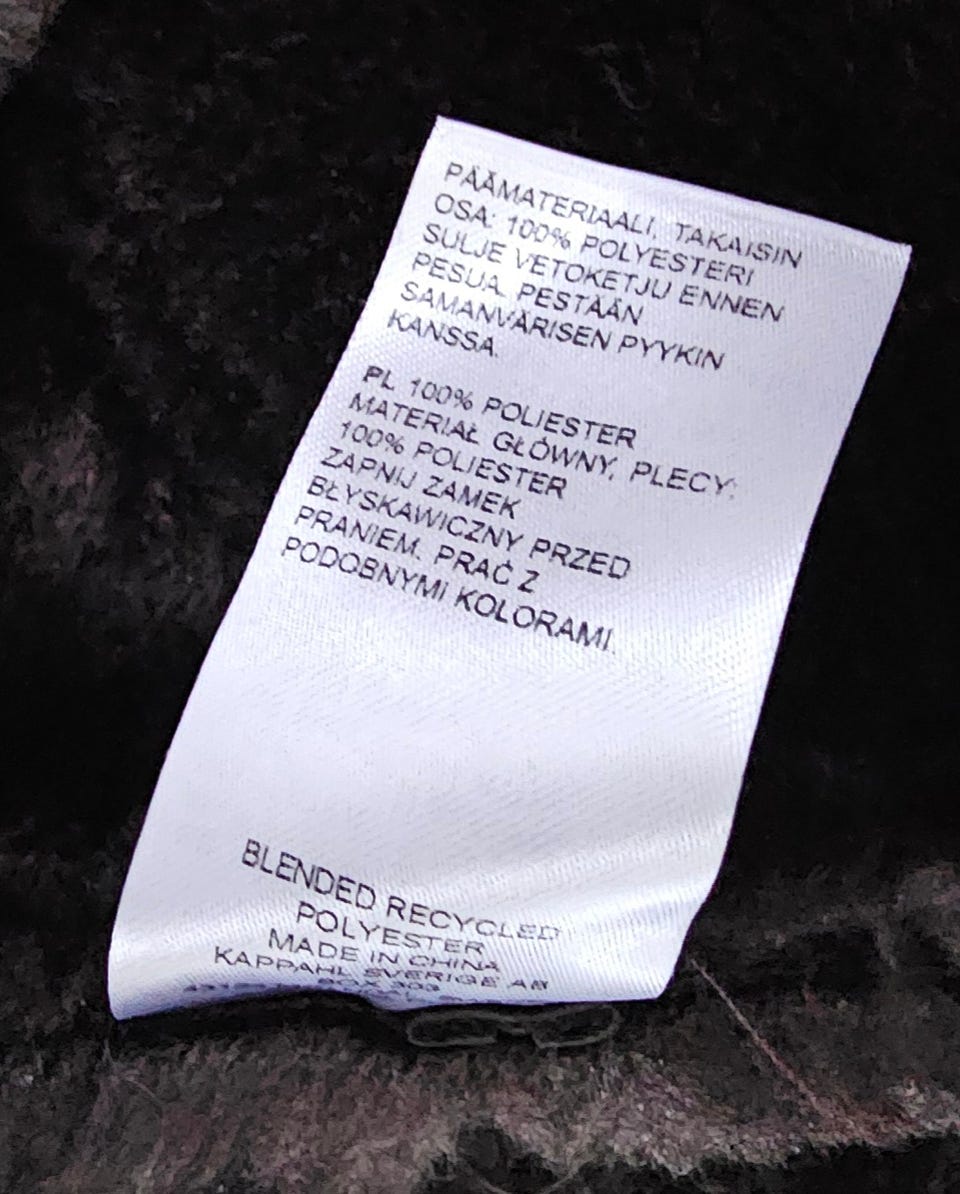 PÄÄMATERIAALI, TAKAISIN
OSA: 100% POLYESTERI
SULJE VETOKETJU ENNEN
PESUA. PESTÄÄN
SAMANVÄRISEN PYYKIN
KANSSA.
PL 100% POLIESTER
MATERIAŁ GŁÓWNY, PLECY:
100% POLIESTER
ZAPNIJ ZAMEK
BŁYSKAWICZNY PRZED
PRANIEM. PRAĆ Z
PODOBNYMI KOLORAMI.
BLENDED RECYCLED
POLYESTER
MADE IN CHINA
KAPPAHL SVERIGE AB
BOX 303